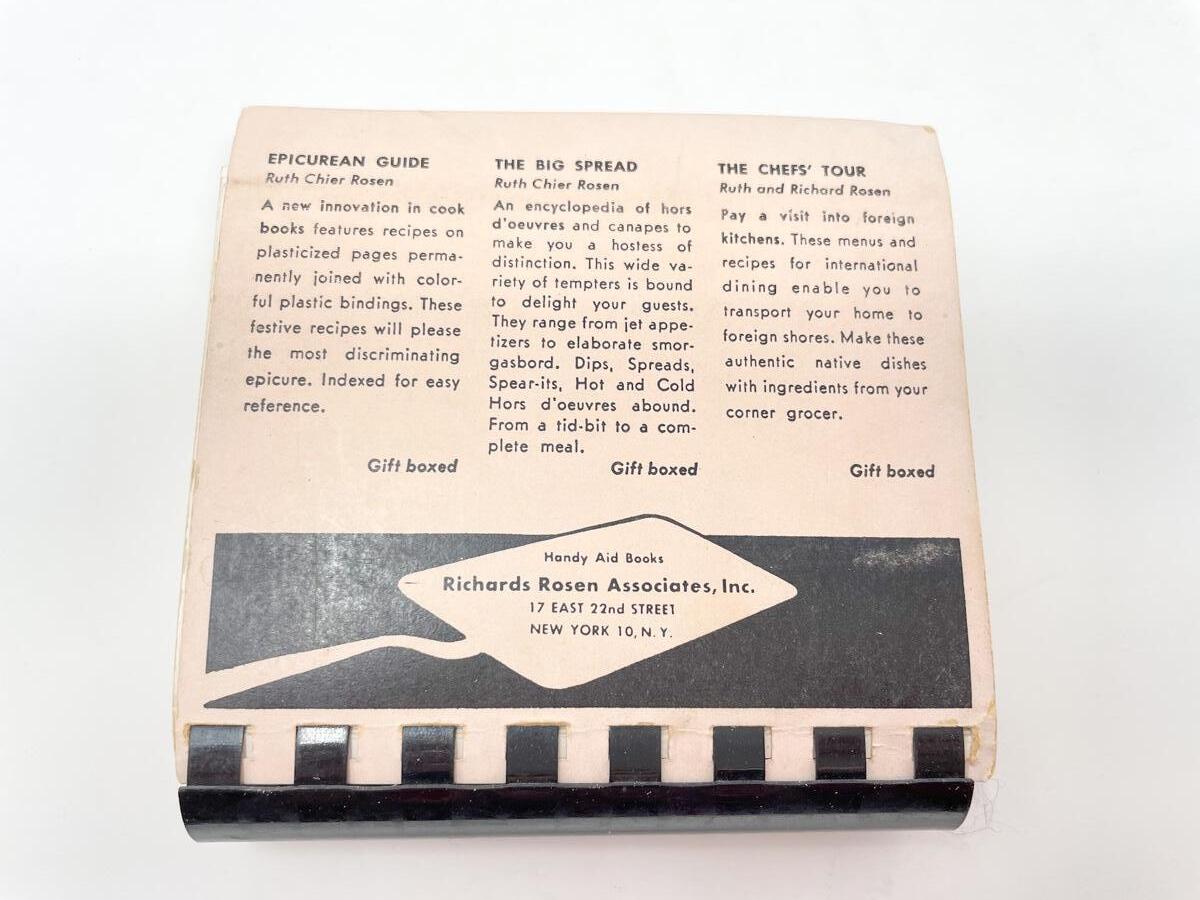 EPICUREAN GUIDE
Ruth Chier Rosen
A new innovation in cook
books features recipes on
plasticized pages perma-
nently joined with color-
ful plastic bindings. These
festive recipes will please
the most discriminating
epicure. Indexed for easy
reference.
Gift boxed
THE BIG SPREAD
Ruth Chier Rosen
An encyclopedia of hors
d'oeuvres and canapes to
make you a hostess of
distinction. This wide va-
riety of tempters is bound
to delight your guests.
They range from jet appe-
tizers to elaborate smor-
gasbord. Dips, Spreads,
Spear-its, Hot and Cold
Hors d'oeuvres abound.
From a tid-bit to a com-
plete meal.
Gift boxed
THE CHEFS' TOUR
Ruth and Richard Rosen
Pay a visit into foreign
kitchens. These menus and
recipes for international
dining enable you to
transport your home to
foreign shores. Make these
authentic native dishes
with ingredients from your
corner grocer.
Gift boxed
Handy Aid Books
Richards Rosen Associates, Inc.
17 EAST 22nd STREET
NEW YORK 10, N. Y.